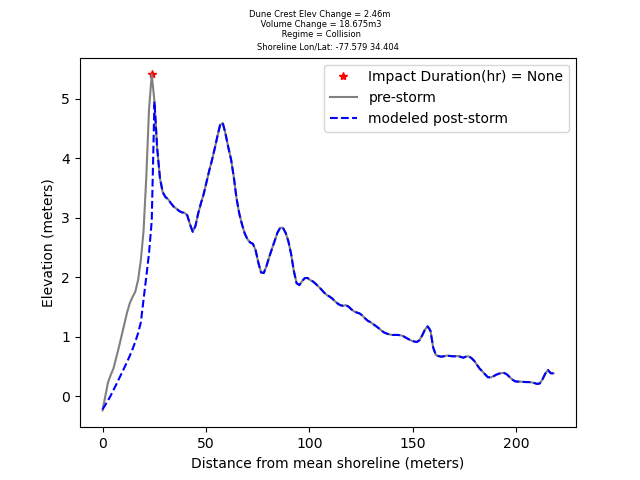 Dune Crest Elev Change = 2.46m
Volume Change = 18.675m3
Regime = Collision
Shoreline Lon/Lat: -77.579 34.404
Impact Duration(hr) = None
pre-storm
modeled post-storm
Elevation (meters)
5
4
3
2
1
0
0 50 100 150 200
Distance from mean shoreline (meters)